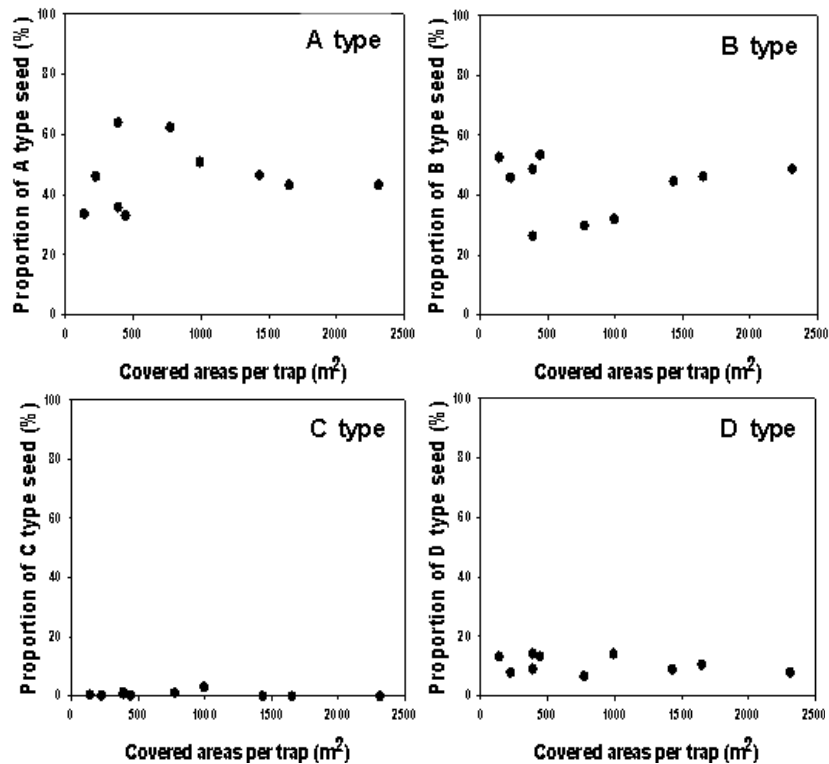 A type
Proportion of A type seed (%)
100
80
60
40
20
0
0 500 1000 1500 2000 2500
Covered areas per trap (m²)
B type
Proportion of B type seed (%)
100
80
60
40
20
0
0 500 1000 1500 2000 2500
Covered areas per trap (m²)
C type
Proportion of C type seed (%)
100
80
60
40
20
0
0 500 1000 1500 2000 2500
Covered areas per trap (m²)
D type
Proportion of D type seed (%)
100
80
60
40
20
0
0 500 1000 1500 2000 2500
Covered areas per trap (m²)